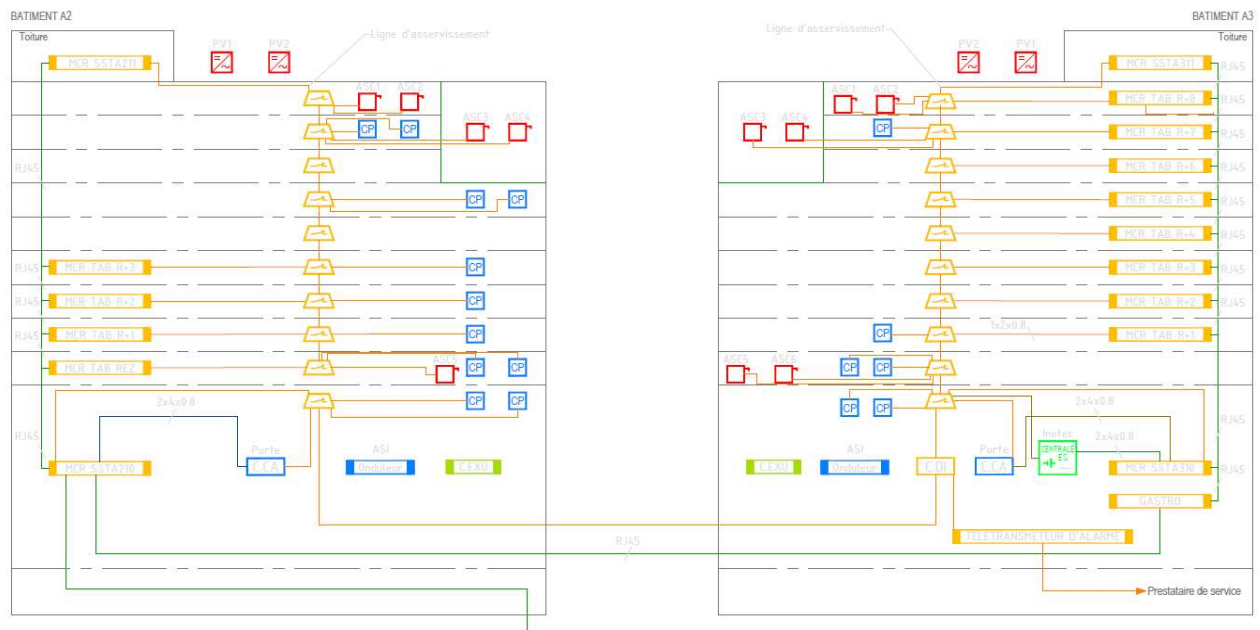 BATIMENT A2
BATIMENT A3
Toiture
PV1
PV2
Ligne d'asservissement
Ligne d'asservissement
PV2
PV1
Toiture
MCR SSTA211
MCR SSTA311
RJ45
ASC1
ASC2
ASC1
ASC2
MCR TAB R+8
RJ45
ASC3
ASC4
CP
CP
ASC3
ASC4
CP
MCR TAB R+7
RJ45
RJ45
MCR TAB R+6
RJ45
CP
CP
MCR TAB R+5
RJ45
MCR TAB R+4
RJ45
RJ45
MCR TAB R+3
CP
MCR TAB R+3
RJ45
RJ45
MCR TAB R+2
CP
MCR TAB R+2
RJ45
RJ45
MCR TAB R+1
CP
CP
1x2x0.8
MCR TAB R+1
RJ45
MCR TAB REZ
ASC5
CP
CP
ASC5
ASC6
CP
CP
2x4x0.8
CP
CP
CP
CP
2x4x0.8
RJ45
RJ45
MCR SSTA210
Porte
C.CA
ASI
Onduleur
C.EXU
C.EXU
ASI
Onduleur
C.DI
Porte
C.CA
Inotec
CENTRALE
ES
2x4x0.8
MCR SSTA310
RJ45
GASTRO
RJ45
TELETRANSMETEUR D'ALARME
Prestataire de service